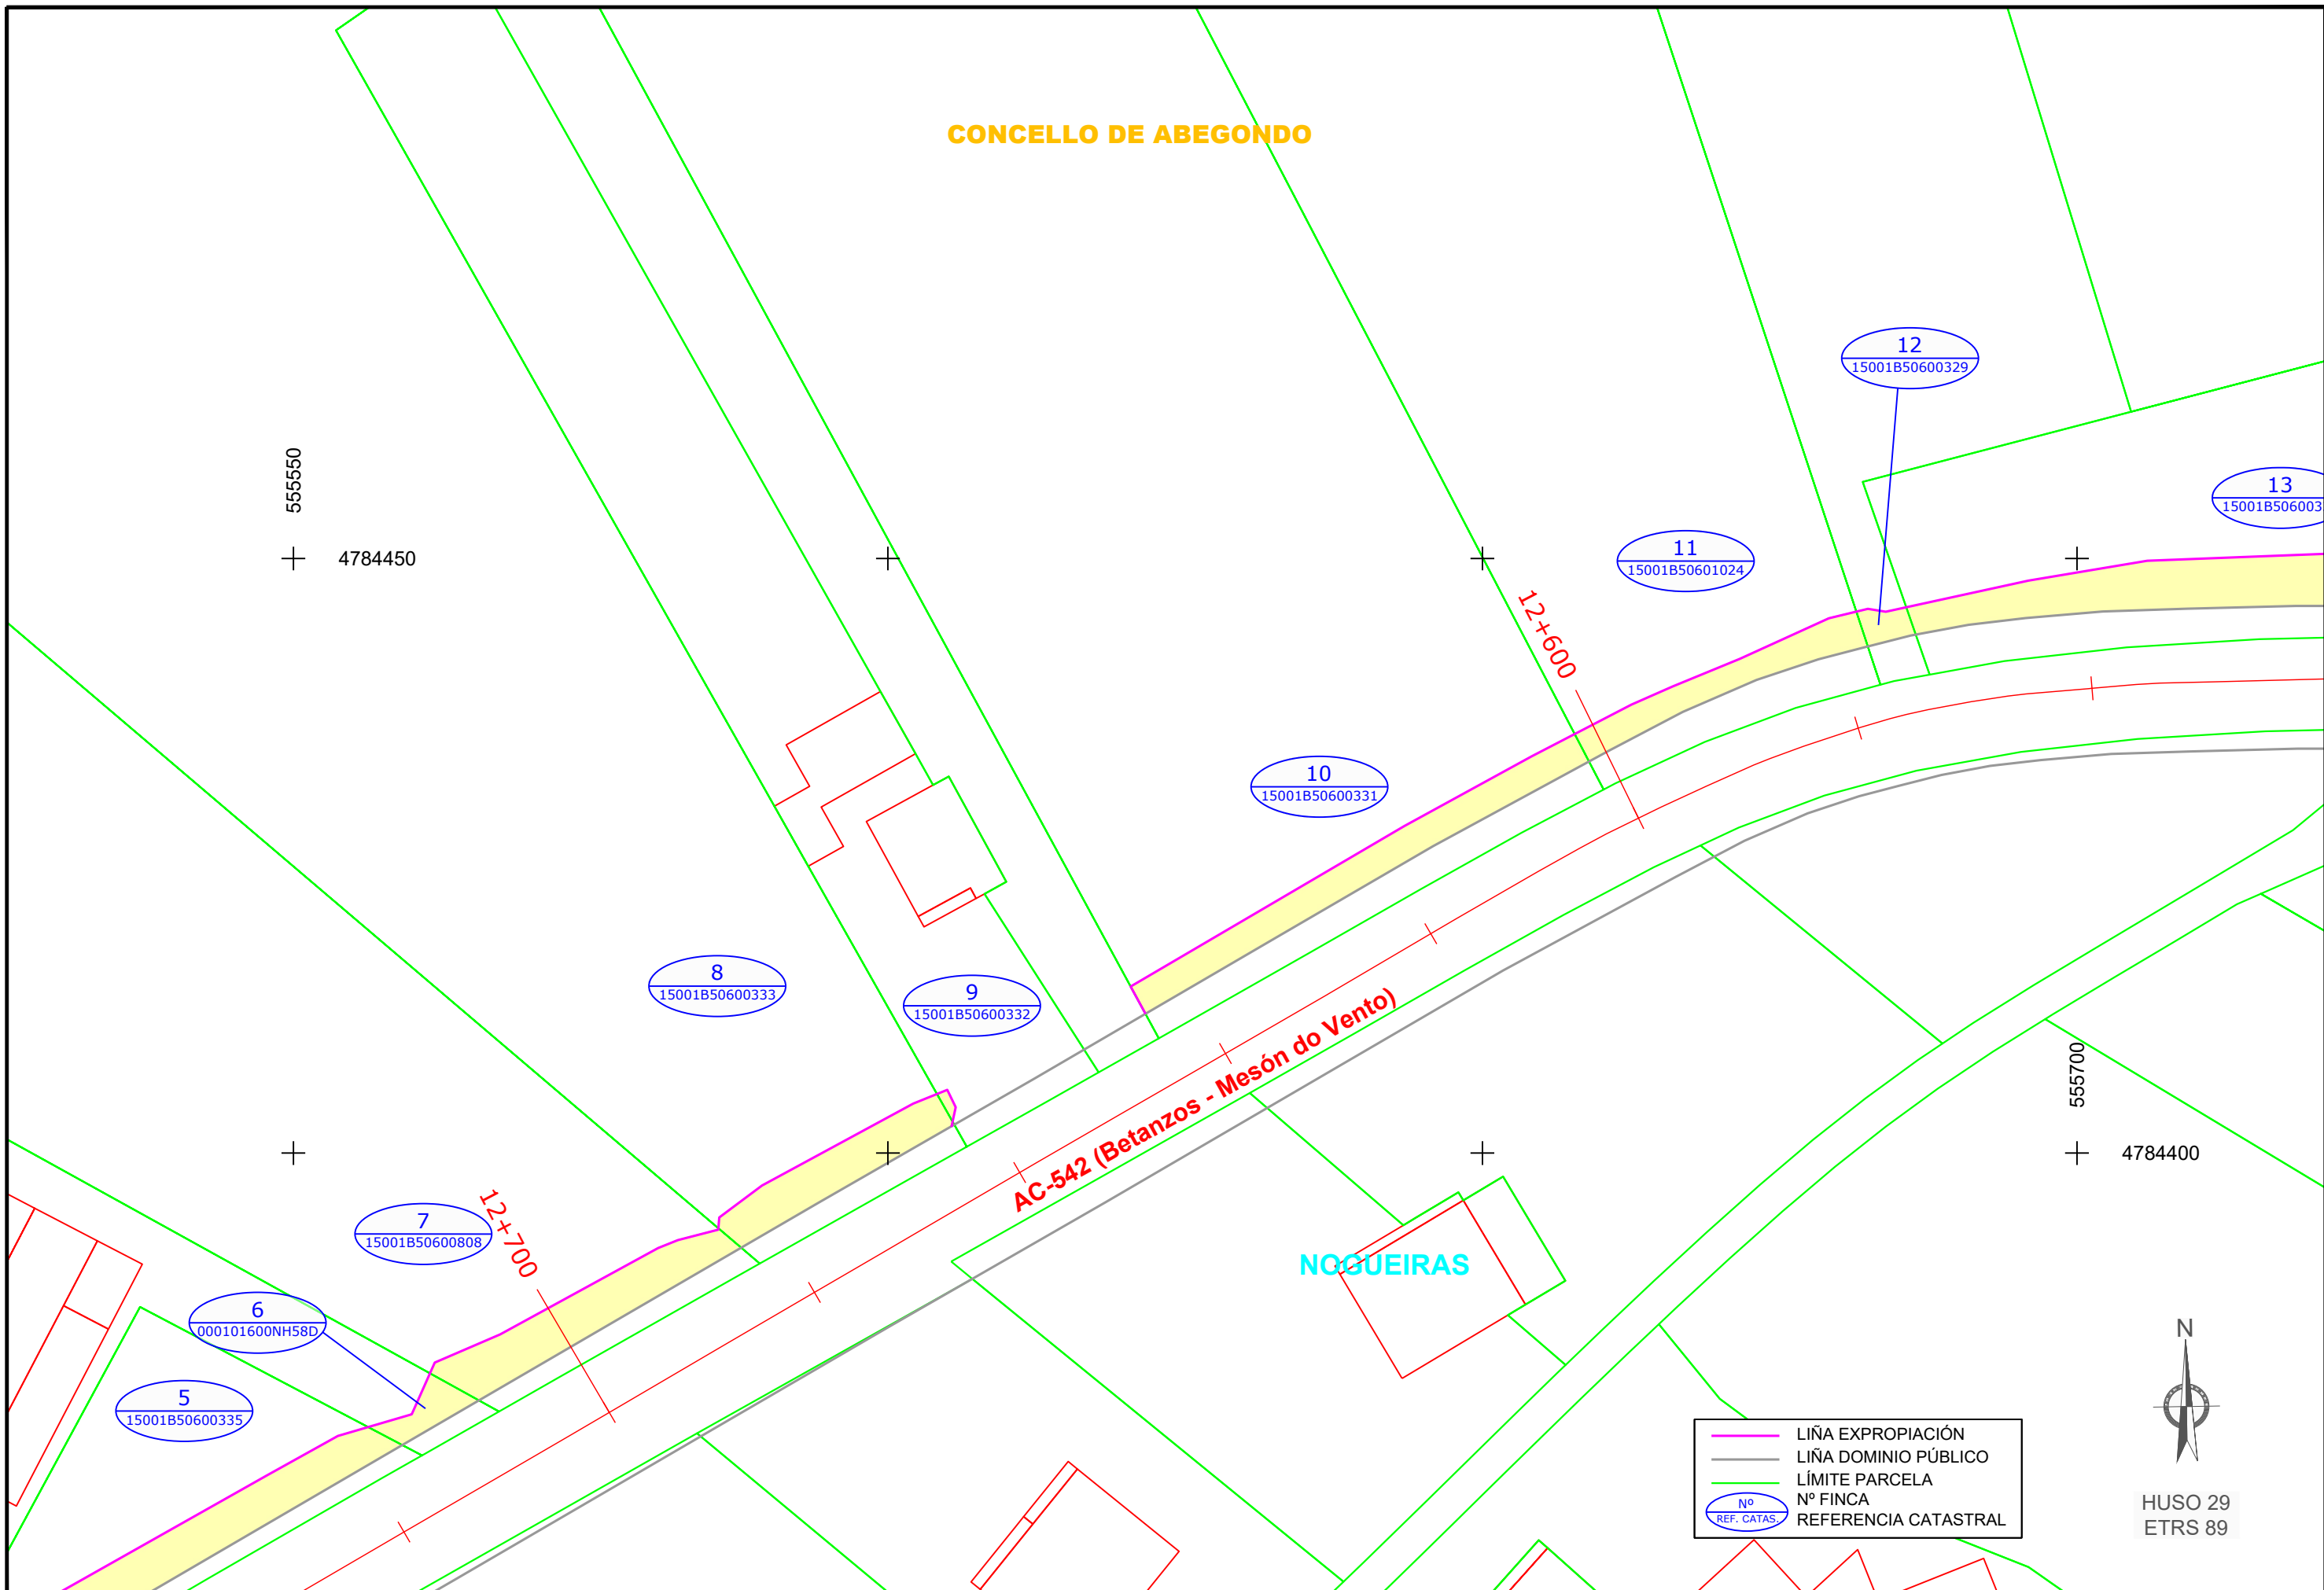 CONCELLO DE ABEGONDO
12
15001B50600329
555550
4784450
13
15001B506003
11
15001B50601024
12+600
10
15001B50600331
8
15001B50600333
9
15001B50600332
AC-542 (Betanzos - Mesón do Vento)
555700
4784400
7
15001B50600808
12+700
NOGUEIRAS
6
000101600NH58D
5
15001B50600335
N
LIÑA EXPROPIACIÓN
LIÑA DOMINIO PÚBLICO
LÍMITE PARCELA
Nº
REF. CATAS.
Nº FINCA
REFERENCIA CATASTRAL
HUSO 29
ETRS 89